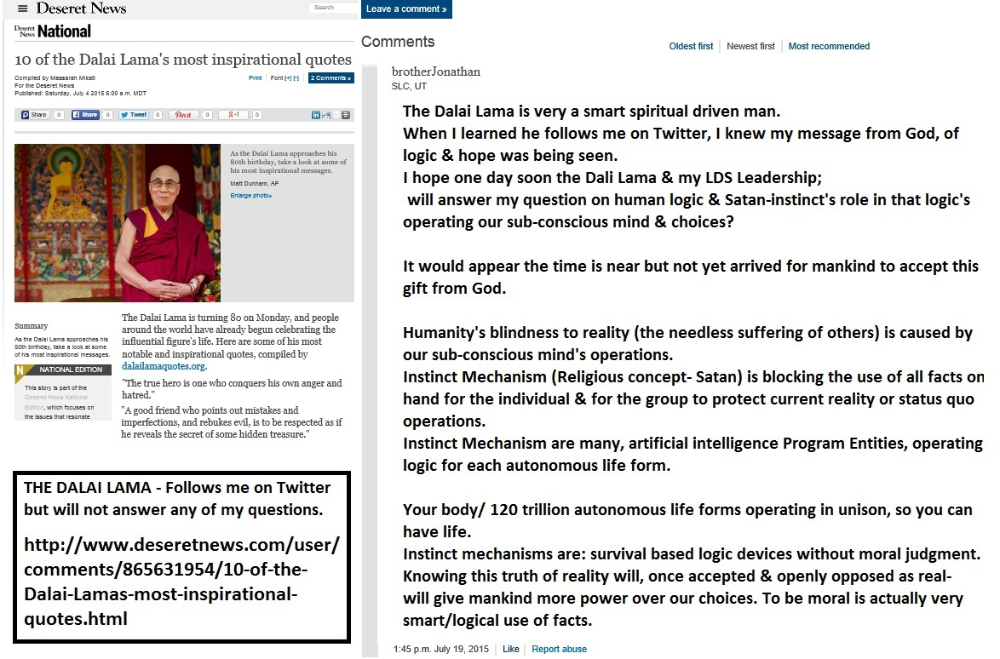 Deseret News
Search
Deseret News National
10 of the Dalai Lama's most inspirational quotes
Compiled by Massarah Mikati
For the Deseret News
Published: Saturday, July 4 2015 6:00 a.m. MDT
Print
Font [+] [-]
2 Comments »
Share 0
Share 0
Tweet 0
Pin it 0
+1 0
As the Dalai Lama approaches his
80th birthday, take a look at some of
his most inspirational messages.
Matt Dunham, AP
Enlarge photo»
Summary
As the Dalai Lama approaches his
80th birthday, take a look at some
of his most inspirational messages.
N NATIONAL EDITION
This story is part of the
Deseret News National
Edition, which focuses on
the issues that resonate
The Dalai Lama is turning 80 on Monday, and people
around the world have already begun celebrating the
influential figure's life. Here are some of his most
notable and inspirational quotes, compiled by
dalailamaquotes.org.
"The true hero is one who conquers his own anger and
hatred."
"A good friend who points out mistakes and
imperfections, and rebukes evil, is to be respected as if
he reveals the secret of some hidden treasure."
THE DALAI LAMA - Follows me on Twitter
but will not answer any of my questions.
http://www.deseretnews.com/user/
comments/865631954/10-of-the-
Dalai-Lamas-most-inspirational-
quotes.html
Leave a comment »
Comments
Oldest first
Newest first
Most recommended
brotherJonathan
SLC, UT
The Dalai Lama is very a smart spiritual driven man.
When I learned he follows me on Twitter, I knew my message from God, of
logic & hope was being seen.
I hope one day soon the Dali Lama & my LDS Leadership;
will answer my question on human logic & Satan-instinct's role in that logic's
operating our sub-conscious mind & choices?
It would appear the time is near but not yet arrived for mankind to accept this
gift from God.
Humanity's blindness to reality (the needless suffering of others) is caused by
our sub-conscious mind's operations.
Instinct Mechanism (Religious concept- Satan) is blocking the use of all facts on
hand for the individual & for the group to protect current reality or status quo
operations.
Instinct Mechanism are many, artificial intelligence Program Entities, operating
logic for each autonomous life form.
Your body/ 120 trillion autonomous life forms operating in unison, so you can
have life.
Instinct mechanisms are: survival based logic devices without moral judgment.
Knowing this truth of reality will, once accepted & openly opposed as real-
will give mankind more power over our choices. To be moral is actually very
smart/logical use of facts.
1:45 p.m. July 19, 2015
Like
Report abuse